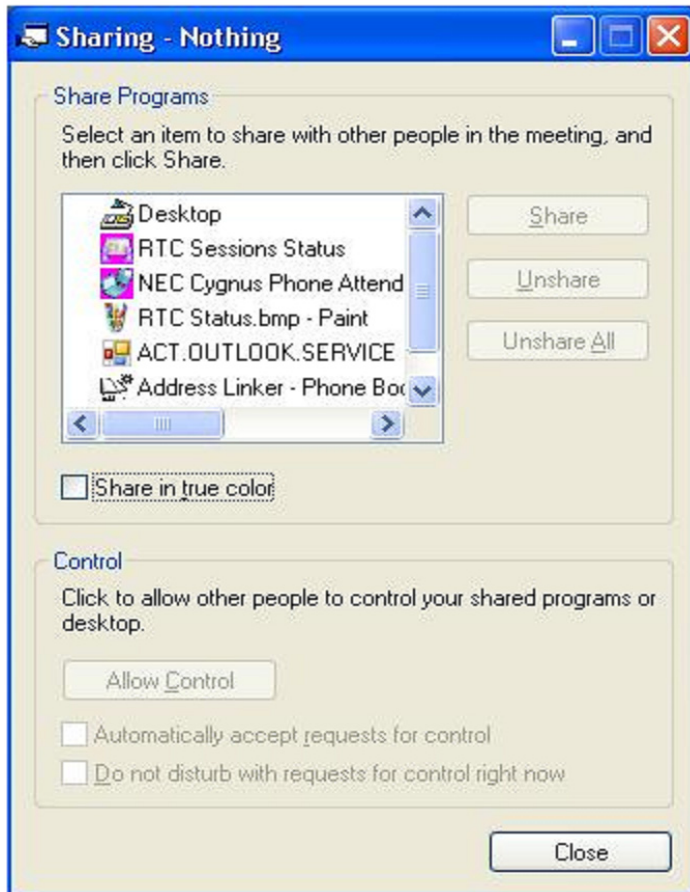 Sharing - Nothing
Share Programs
Select an item to share with other people in the meeting, and
then click Share.
Desktop
RTC Sessions Status
NEC Cygnus Phone Attend
RTC Status.bmp - Paint
ACT.OUTLOOK.SERVICE
Address Linker - Phone Boo
Share
Unshare
Unshare All
Share in true color
Control
Click to allow other people to control your shared programs or
desktop.
Allow Control
Automatically accept requests for control
Do not disturb with requests for control right now
Close